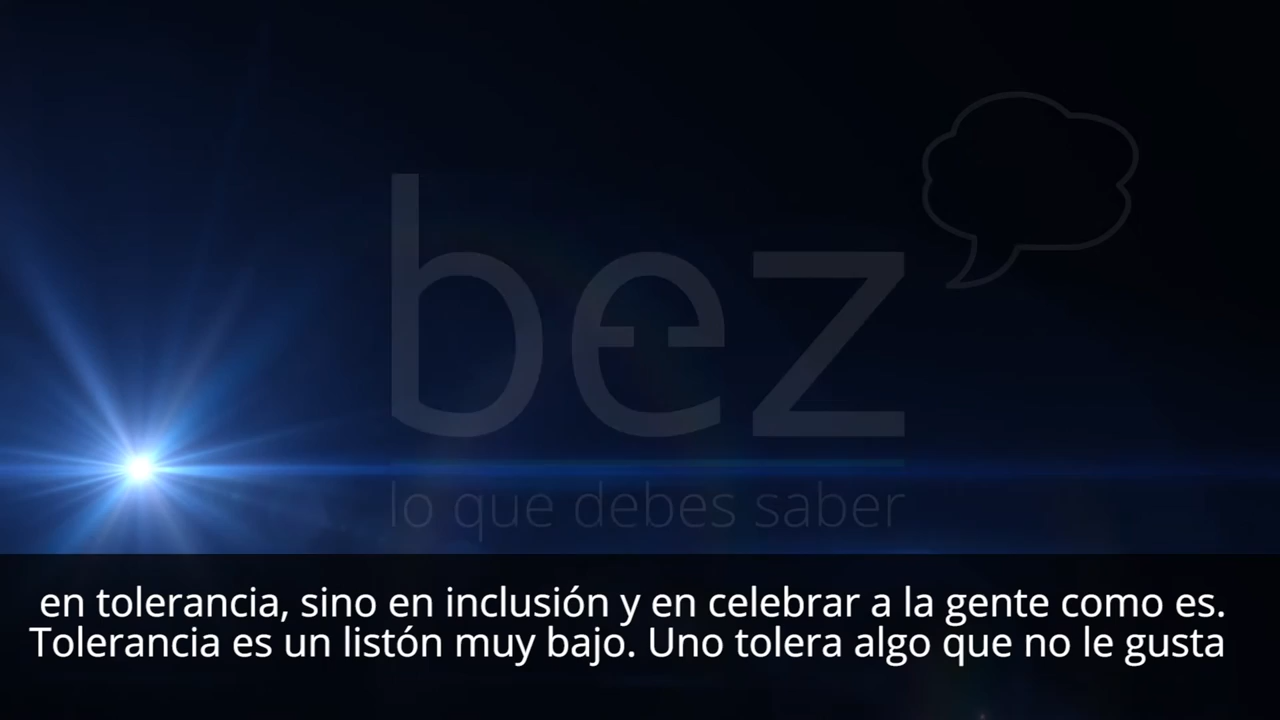 bez
lo que debes saber
en tolerancia, sino en inclusión y en celebrar a la gente como es.
Tolerancia es un listón muy bajo. Uno tolera algo que no le gusta